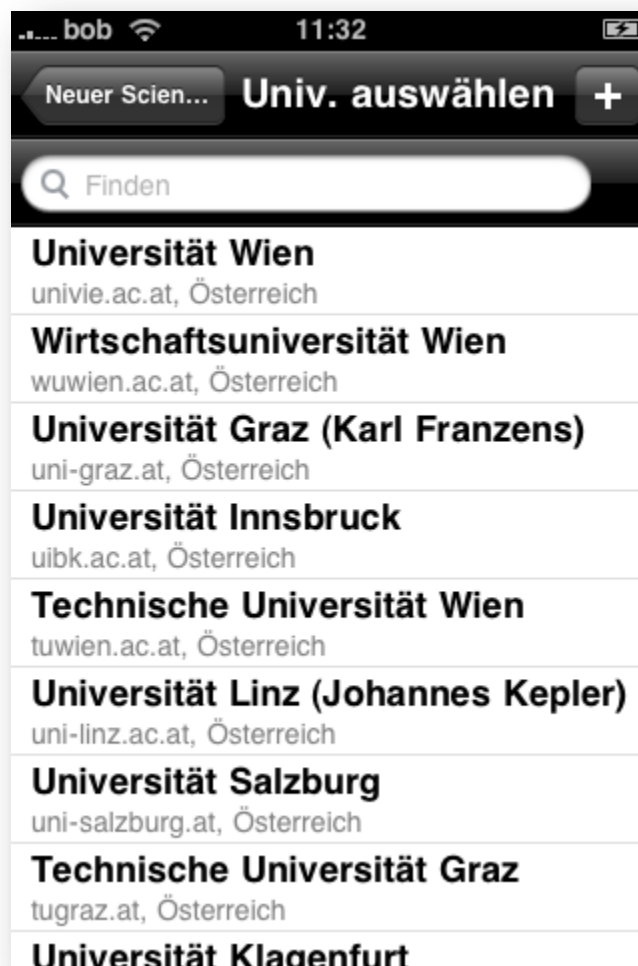 bob 11:32
Neuer Scien... Univ. auswählen +
Finden
Universität Wien
univie.ac.at, Österreich
Wirtschaftsuniversität Wien
wuwien.ac.at, Österreich
Universität Graz (Karl Franzens)
uni-graz.at, Österreich
Universität Innsbruck
uibk.ac.at, Österreich
Technische Universität Wien
tuwien.ac.at, Österreich
Universität Linz (Johannes Kepler)
uni-linz.ac.at, Österreich
Universität Salzburg
uni-salzburg.at, Österreich
Technische Universität Graz
tugraz.at, Österreich
Universität Klagenfurt